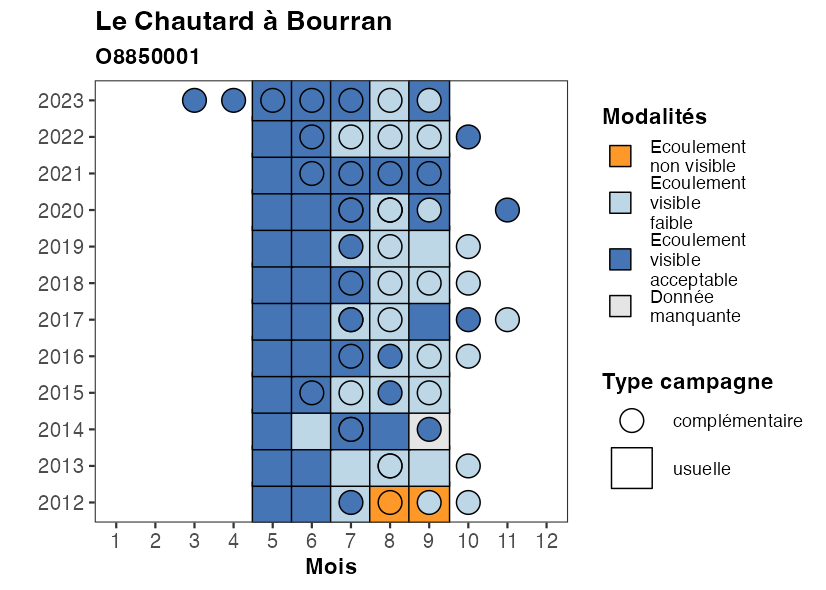 Le Chautard à Bourran
O8850001
2023
2022
2021
2020
2019
2018
2017
2016
2015
2014
2013
2012
1 2 3 4 5 6 7 8 9 10 11 12
Mois
Modalités
Ecoulement
non visible
Ecoulement
visible
faible
Ecoulement
visible
acceptable
Donnée
manquante
Type campagne
complémentaire
usuelle